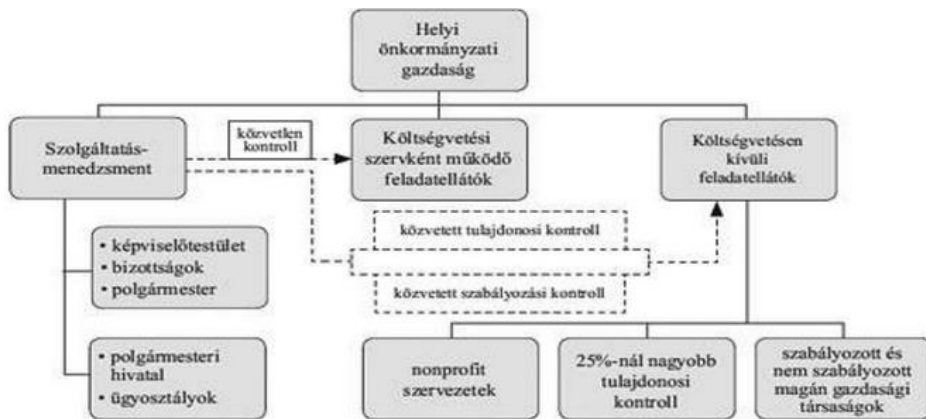 Helyi
önkormányzati
gazdaság
Szolgáltatás-
menedzsment
közvetlen
kontroll
Költségvetési
szervként működő
feladatellátók
Költségvetésen
kívüli
feladatellátók
közvetett tulajdonosi kontroll
közvetett szabályozási kontroll
• képviselőtestület
• bizottságok
• polgármester
• polgármesteri
hivatal
• ügyosztályok
nonprofit
szervezetek
25%-nál nagyobb
tulajdonosi
kontroll
szabályozott és
nem szabályozott
magán gazdasági
társaságok